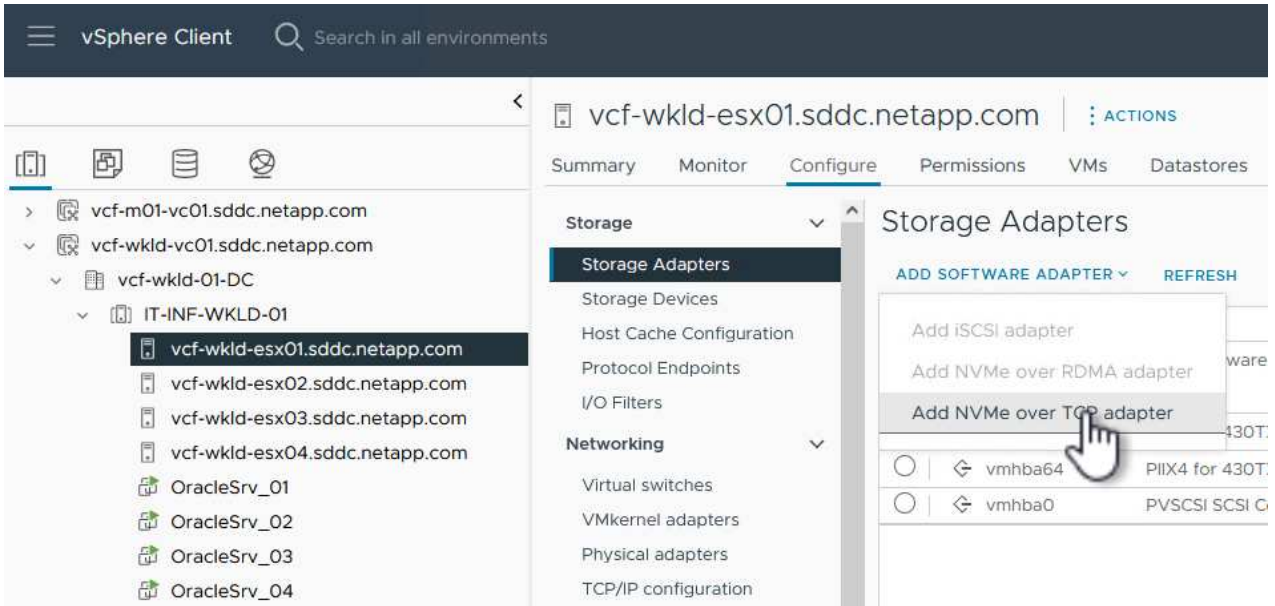 vSphere Client
Search in all environments
vcf-wkld-esx01.sddc.netapp.com
ACTIONS
Summary Monitor Configure Permissions VMs Datastores
vcf-m01-vc01.sddc.netapp.com
vcf-wkld-vc01.sddc.netapp.com
vcf-wkld-01-DC
IT-INF-WKLD-01
vcf-wkld-esx01.sddc.netapp.com
vcf-wkld-esx02.sddc.netapp.com
vcf-wkld-esx03.sddc.netapp.com
vcf-wkld-esx04.sddc.netapp.com
OracleSrv_01
OracleSrv_02
OracleSrv_03
OracleSrv_04
Storage
Storage Adapters
Storage Devices
Host Cache Configuration
Protocol Endpoints
I/O Filters
Networking
Virtual switches
VMkernel adapters
Physical adapters
TCP/IP configuration
Storage Adapters
ADD SOFTWARE ADAPTER REFRESH
Add iSCSI adapter
Add NVMe over RDMA adapter
Add NVMe over TCP adapter
vmhba64 PIIX4 for 430T
vmhba0 PVSCSI SCSI